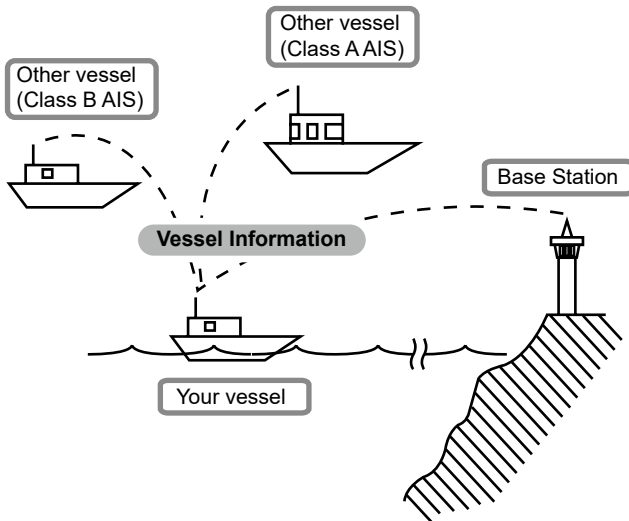 Other vessel
(Class A AIS)
Other vessel
(Class B AIS)
Base Station
Vessel Information
Your vessel